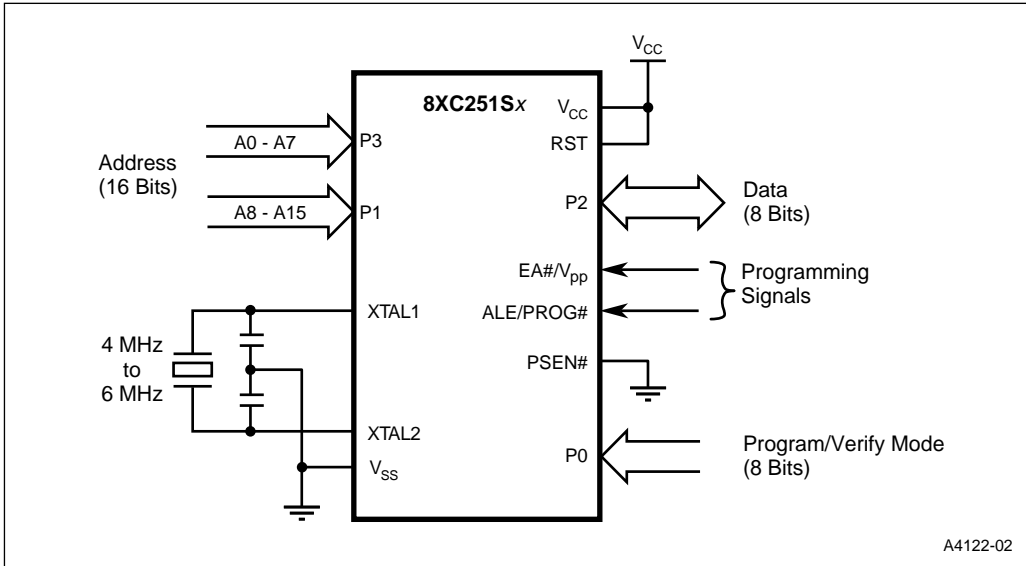 V_CC
8XC251Sx
V_CC
RST
A0 - A7
P3
Address
(16 Bits)
A8 - A15
P1
P2
Data
(8 Bits)
EA#/V_pp
ALE/PROG#
Programming
Signals
XTAL1
4 MHz
to
6 MHz
PSEN#
XTAL2
V_SS
P0
Program/Verify Mode
(8 Bits)
A4122-02